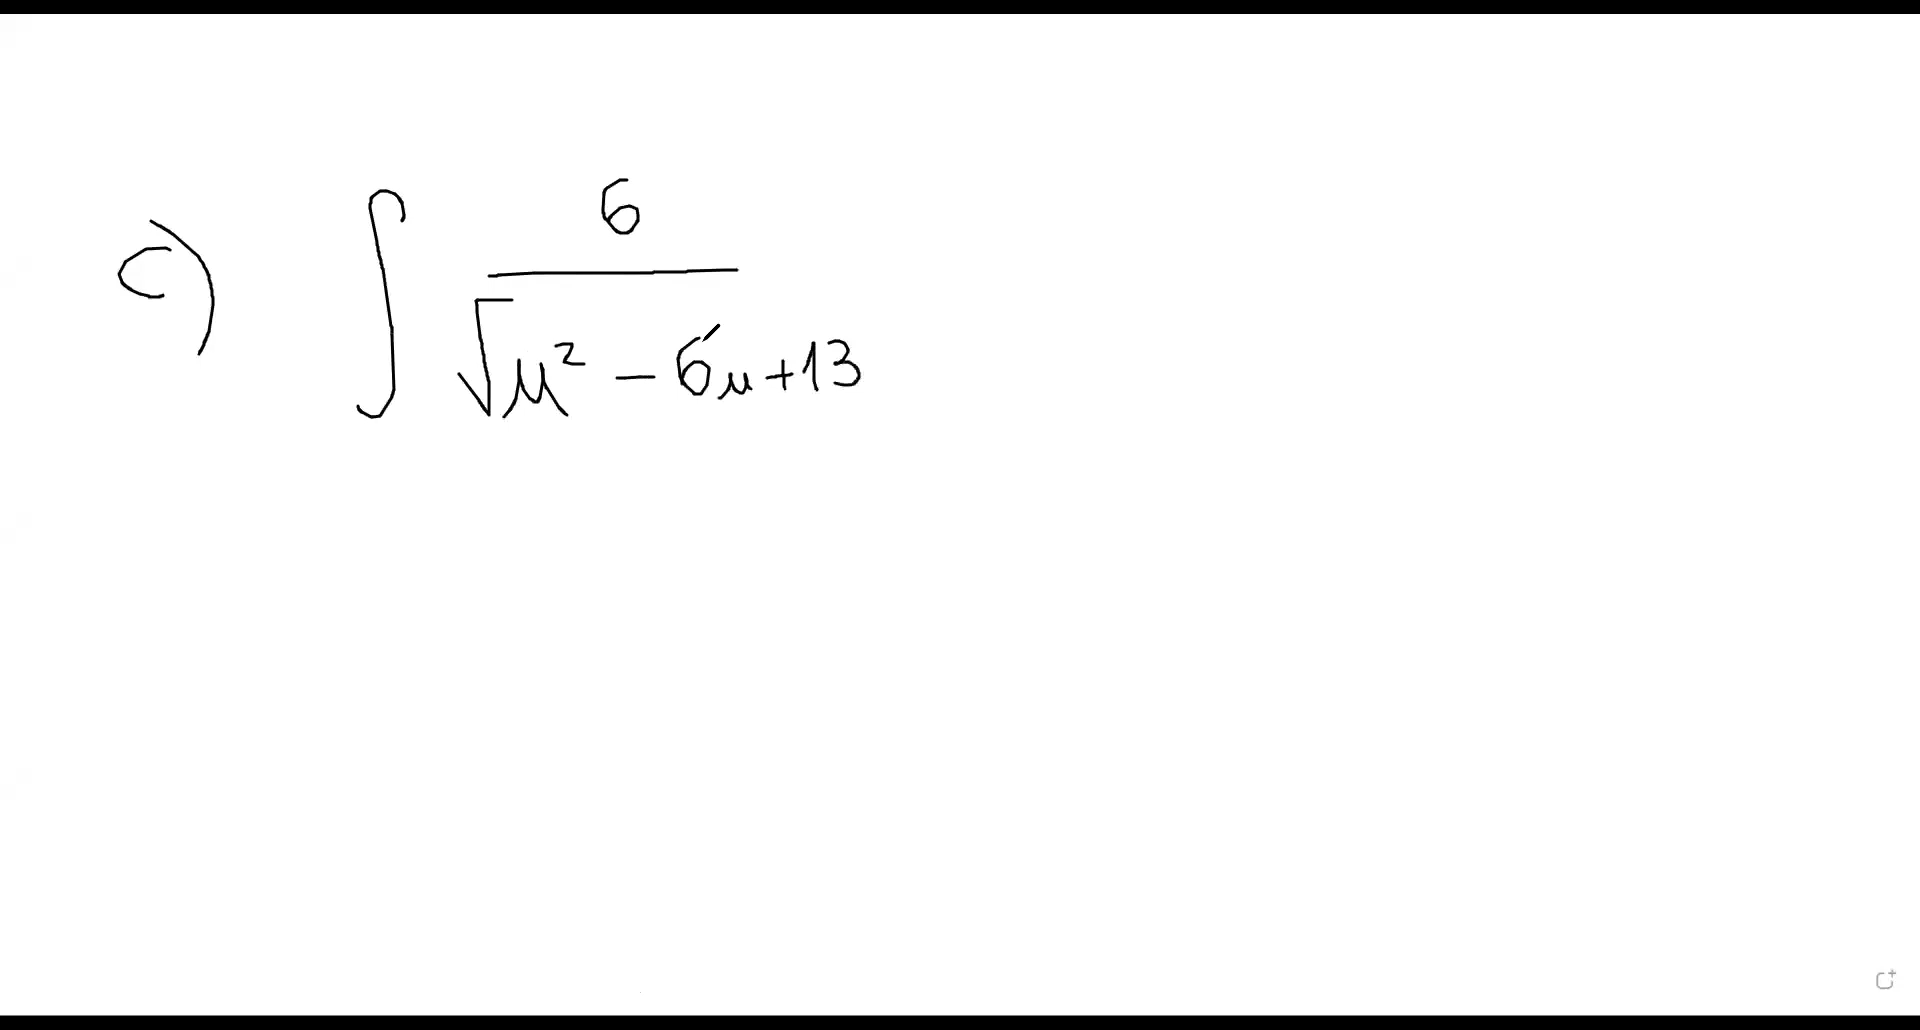 c) ∫ 6 / √u² - 6u + 13